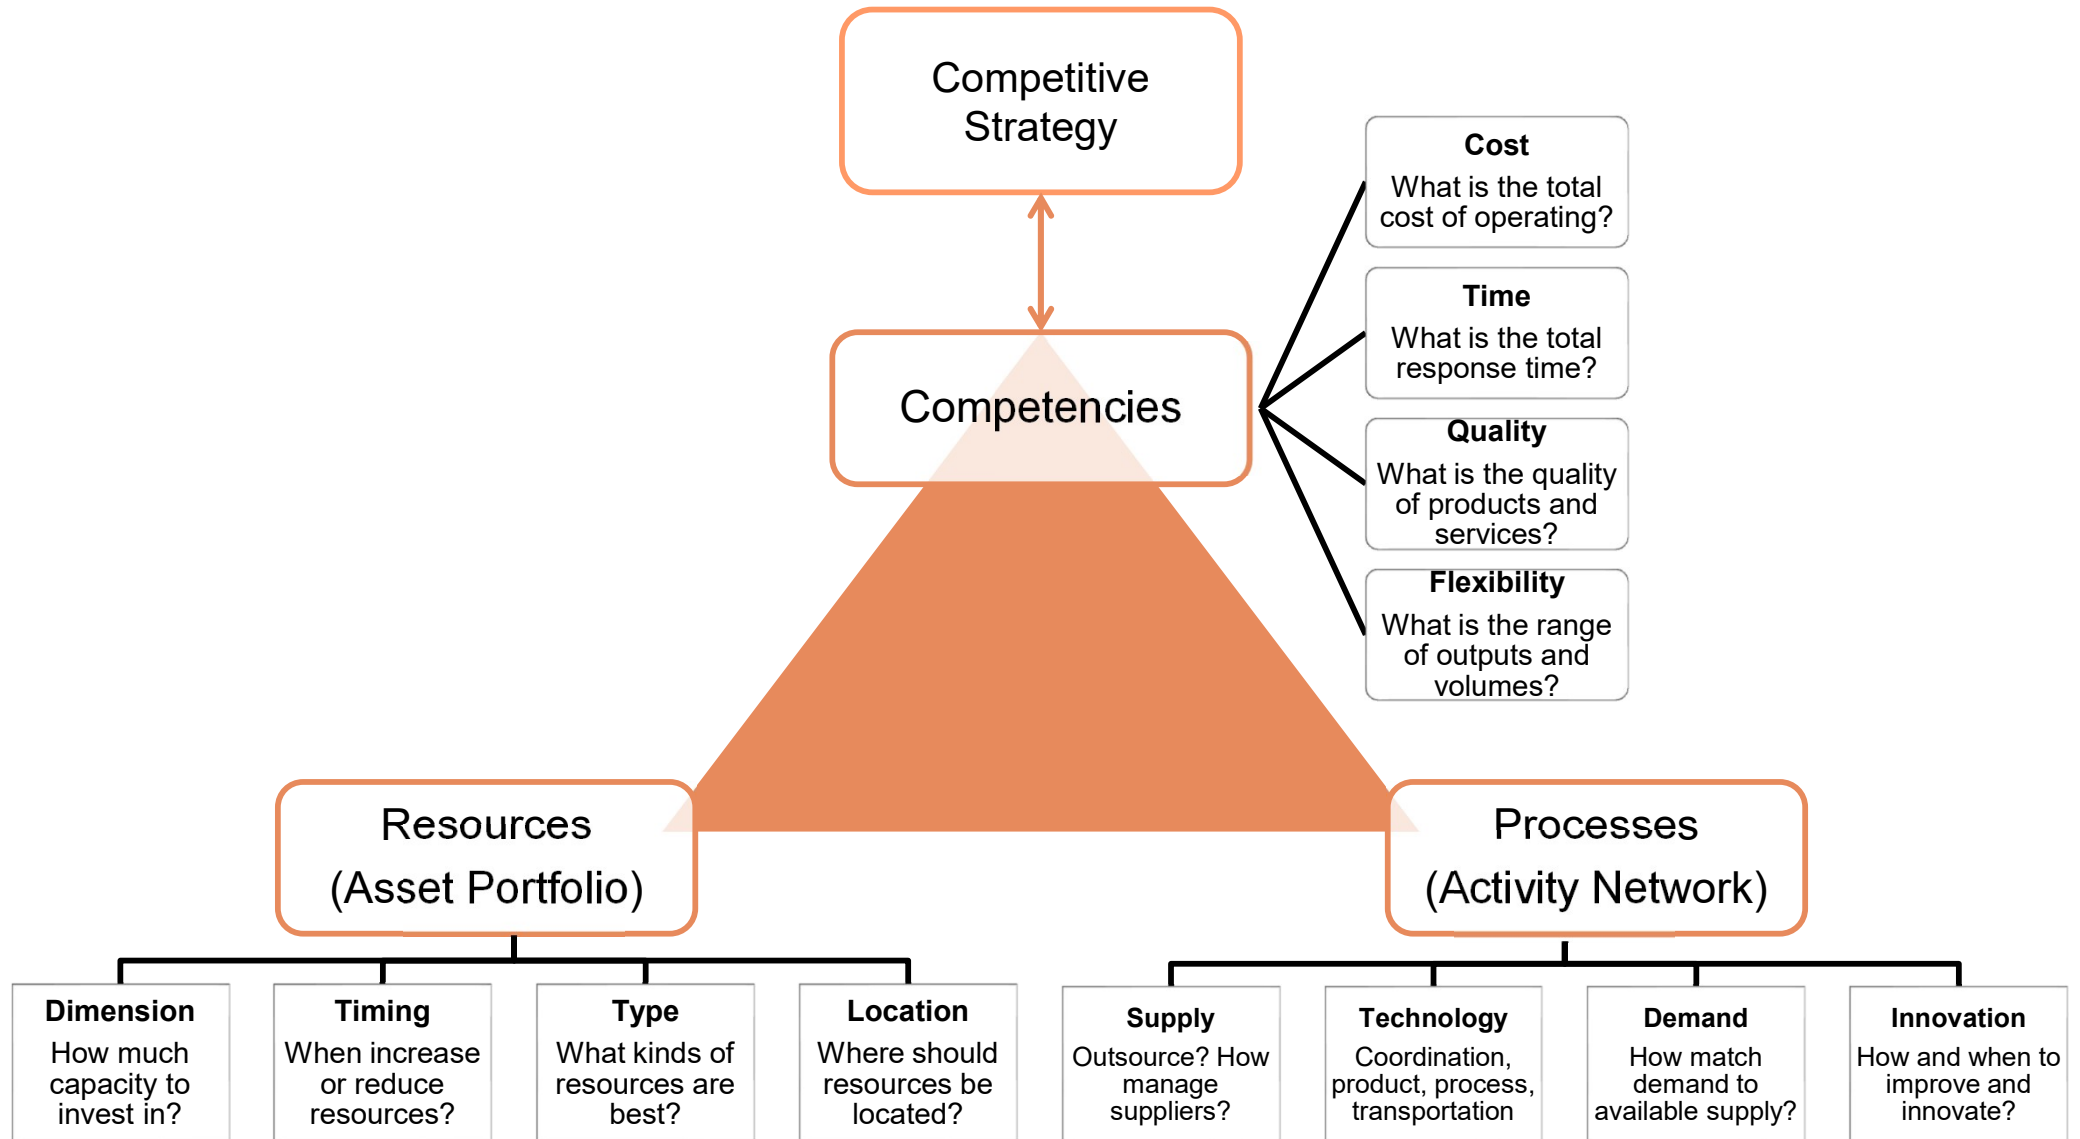 Competitive
Strategy
Cost
What is the total
cost of operating?
Time
What is the total
response time?
Competencies
Quality
What is the quality
of products and
services?
Flexibility
What is the range
of outputs and
volumes?
Resources
(Asset Portfolio)
Processes
(Activity Network)
Dimension
How much
capacity to
invest in?
Timing
When increase
or reduce
resources?
Type
What kinds of
resources are
best?
Location
Where should
resources be
located?
Supply
Outsource? How
manage
suppliers?
Technology
Coordination,
product, process,
transportation
Demand
How match
demand to
available supply?
Innovation
How and when to
improve and
innovate?